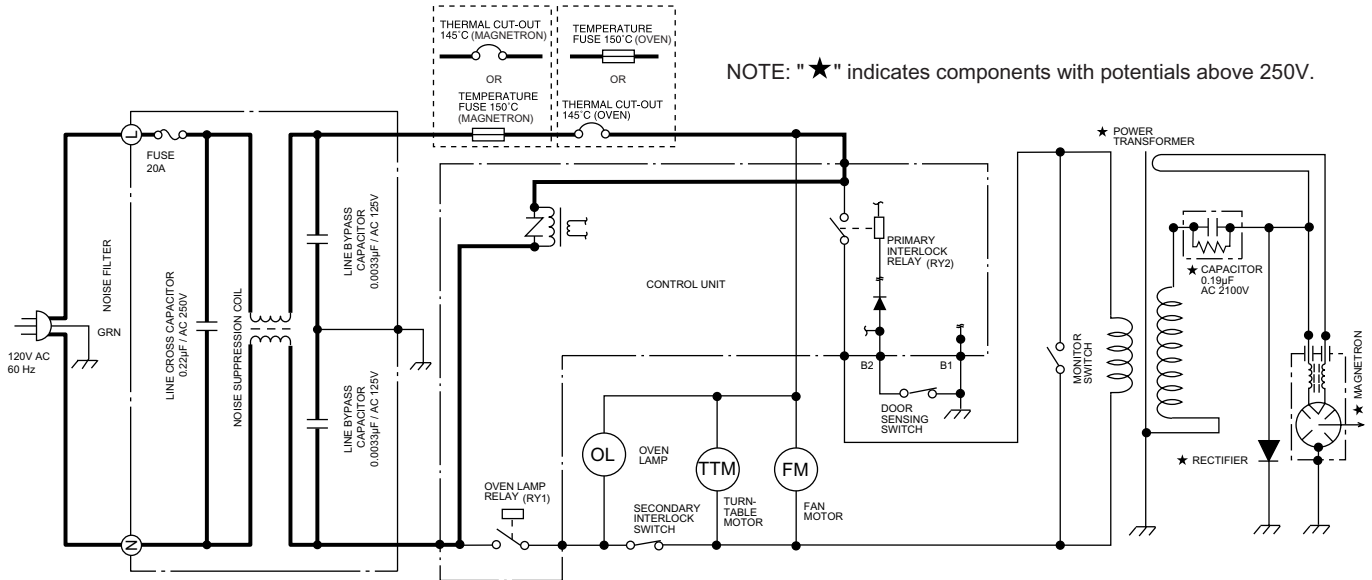 THERMAL CUT-OUT
145˚C (MAGNETRON)
OR
TEMPERATURE
FUSE 150˚C
(MAGNETRON)
TEMPERATURE
FUSE 150˚C (OVEN)
OR
THERMAL CUT-OUT
145˚C (OVEN)
NOTE: " ★ " indicates components with potentials above 250V.
L
FUSE
20A
NOISE FILTER
GRN
120V AC
60 Hz
LINE CROSS CAPACITOR
0.22µF / AC 250V
NOISE SUPPRESSION COIL
LINE BYPASS
CAPACITOR
0.0033µF / AC 125V
LINE BYPASS
CAPACITOR
0.0033µF / AC 125V
N
CONTROL UNIT
PRIMARY
INTERLOCK
RELAY (RY2)
B2
B1
DOOR
SENSING
SWITCH
OL
OVEN
LAMP
TTM
TURN-
TABLE
MOTOR
FM
FAN
MOTOR
OVEN LAMP
RELAY (RY1)
SECONDARY
INTERLOCK
SWITCH
MONITOR
SWITCH
★ POWER
TRANSFORMER
★ CAPACITOR
0.19µF
AC 2100V
★ RECTIFIER
★ MAGNETRON